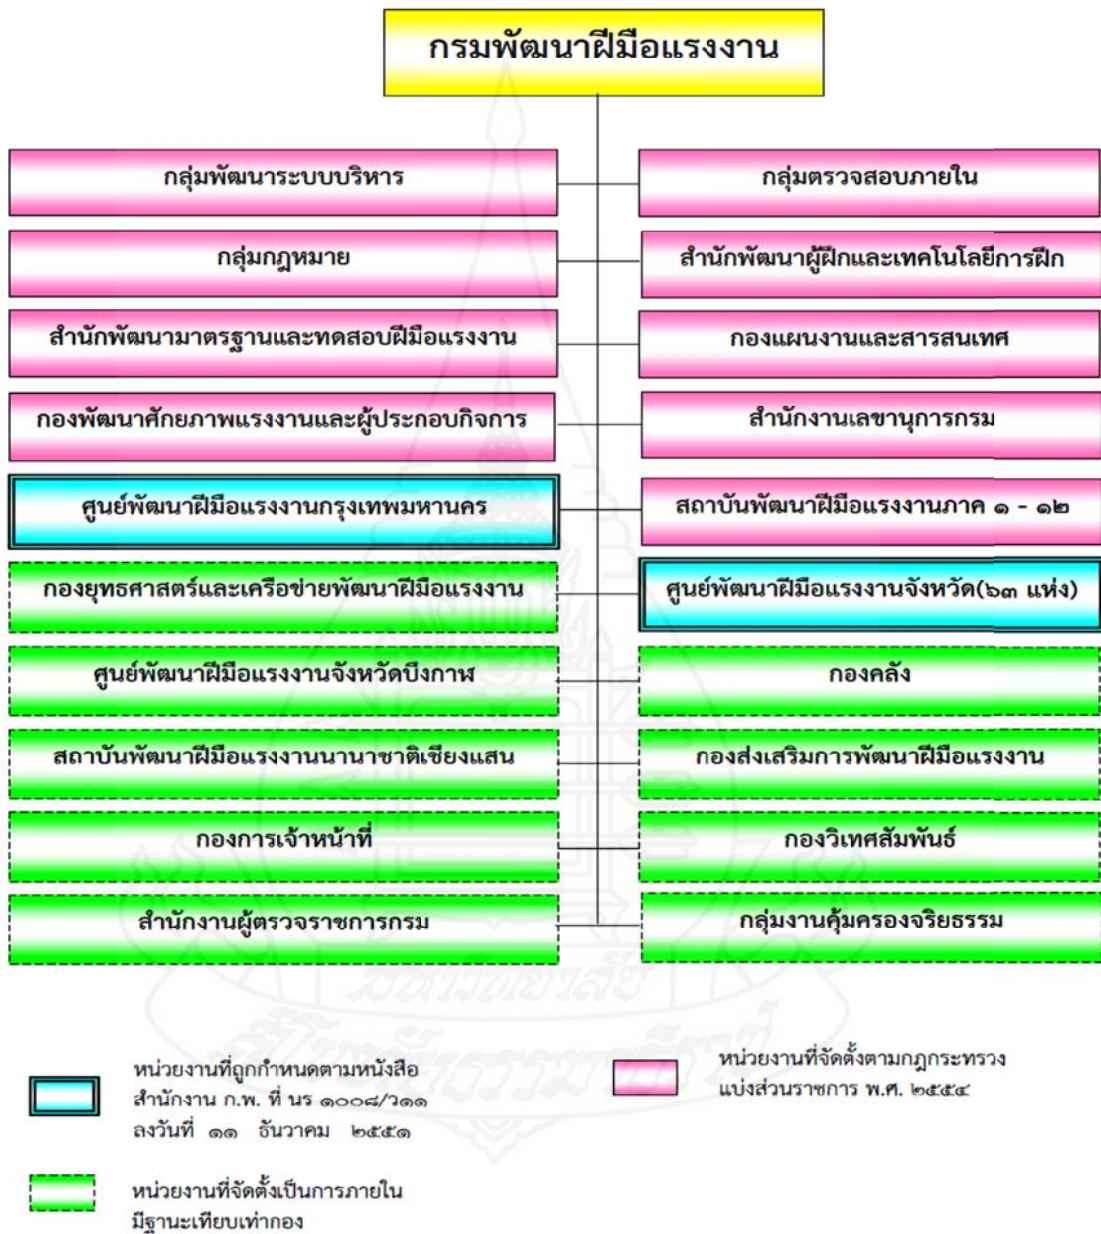 กรมพัฒนาฝีมือแรงงาน
กลุ่มพัฒนาระบบบริหาร
กลุ่มตรวจสอบภายใน
กลุ่มกฎหมาย
สำนักพัฒนาผู้ฝึกและเทคโนโลยีการฝึก
สำนักพัฒนามาตรฐานและทดสอบฝีมือแรงงาน
กองแผนงานและสารสนเทศ
กองพัฒนาศักยภาพแรงงานและผู้ประกอบกิจการ
สำนักงานเลขานุการกรม
ศูนย์พัฒนาฝีมือแรงงานกรุงเทพมหานคร
สถาบันพัฒนาฝีมือแรงงานภาค ๑ - ๑๒
กองยุทธศาสตร์และเครือข่ายพัฒนาฝีมือแรงงาน
ศูนย์พัฒนาฝีมือแรงงานจังหวัด(๖๓ แห่ง)
ศูนย์พัฒนาฝีมือแรงงานจังหวัดบึงกาฬ
กองคลัง
สถาบันพัฒนาฝีมือแรงงานนานาชาติเชียงแสน
กองส่งเสริมการพัฒนาฝีมือแรงงาน
กองการเจ้าหน้าที่
กองวิเทศสัมพันธ์
สำนักงานผู้ตรวจราชการกรม
กลุ่มงานคุ้มครองจริยธรรม
มหาวิทยาลัย
สุโขทัยธรรมาธิราช
หน่วยงานที่ถูกกำหนดตามหนังสือ
สำนักงาน ก.พ. ที่ นร ๑๐๐๘/ว๑๑
ลงวันที่ ๑๑ ธันวาคม ๒๕๕๑
หน่วยงานที่จัดตั้งตามกฎกระทรวง
แบ่งส่วนราชการ พ.ศ. ๒๕๕๔
หน่วยงานที่จัดตั้งเป็นการภายใน
มีฐานะเทียบเท่ากอง